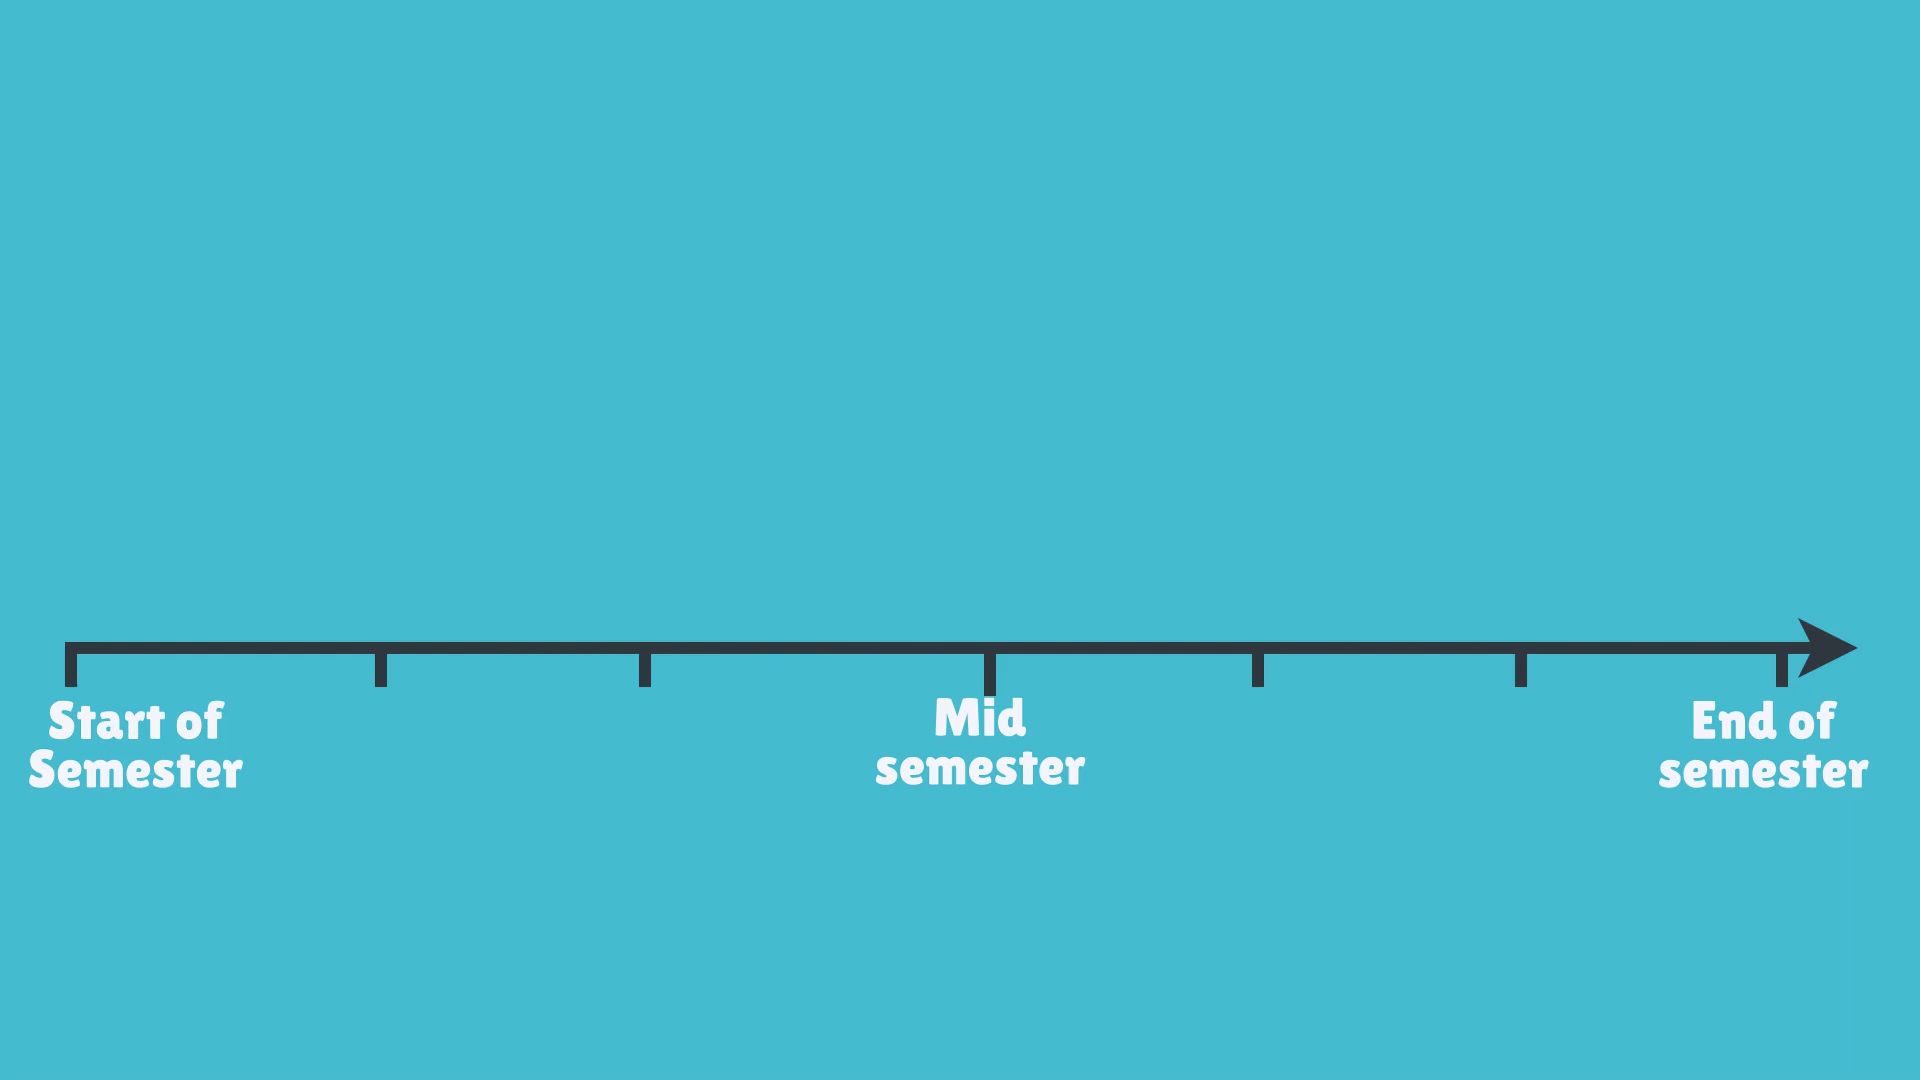 Start of
Semester
Mid
semester
End of
semester